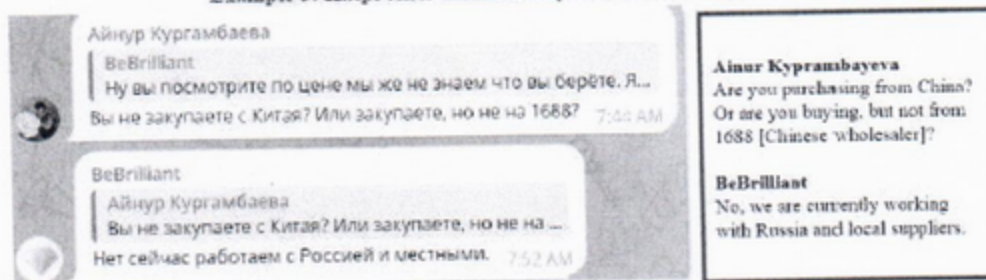 Айнур Кургамбаева
BeBrilliant
Ну вы посмотрите по цене мы же не знаем что вы берёте. Я...
Вы не закупаете с Китая? Или закупаете, но не на 1688? 7:44 AM
BeBrilliant
Айнур Кургамбаева
Вы не закупаете с Китая? Или закупаете, но не на ...
Нет сейчас работаем с Россией и местными. 7:52 AM
Ainur Kyprambayeva
Are you purchasing from China?
Or are you buying, but not from
1688 [Chinese wholesaler]?
BeBrilliant
No, we are currently working
with Russia and local suppliers.